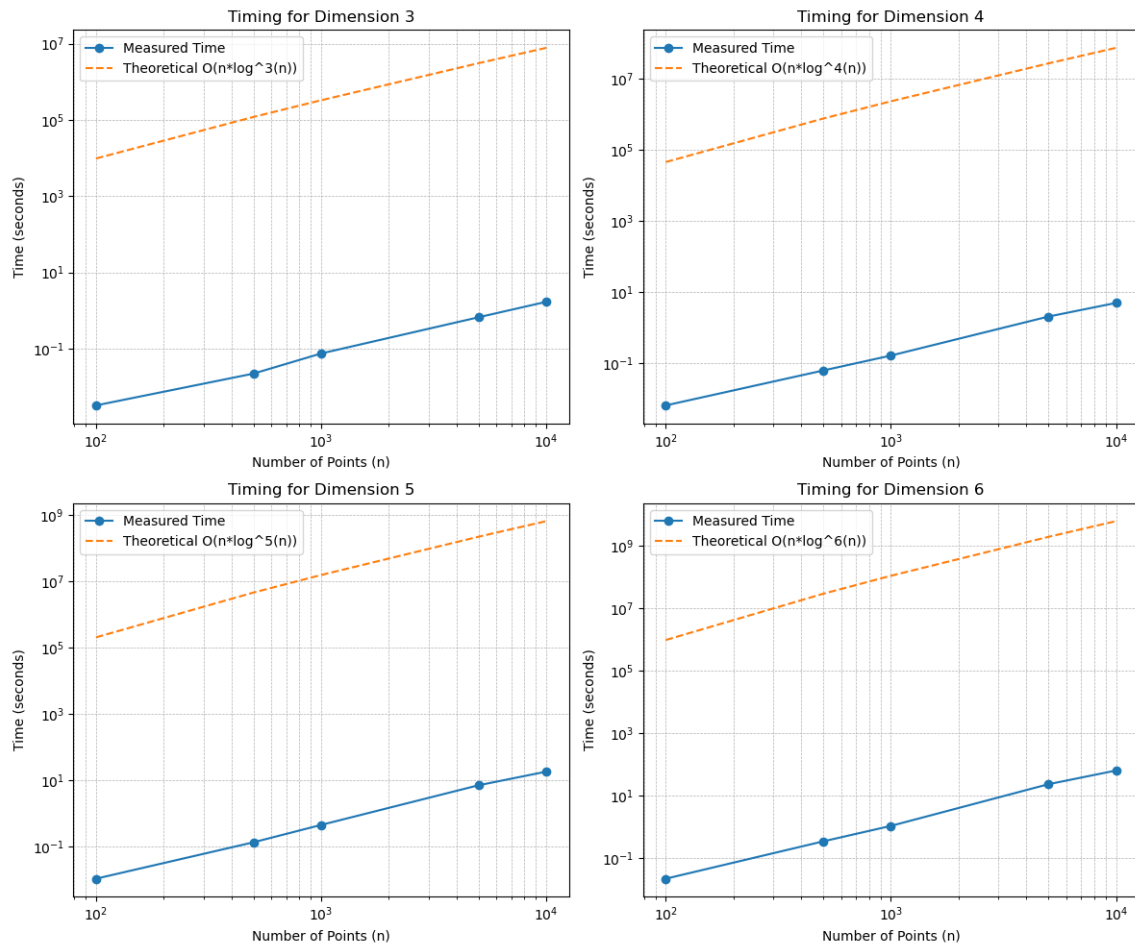 Timing for Dimension 3
Measured Time
Theoretical O(n*log^3(n))
10^7
10^5
10^3
10^1
10^-1
Time (seconds)
10^2
10^3
10^4
Number of Points (n)
Timing for Dimension 4
Measured Time
Theoretical O(n*log^4(n))
10^7
10^5
10^3
10^1
10^-1
Time (seconds)
10^2
10^3
10^4
Number of Points (n)
Timing for Dimension 5
Measured Time
Theoretical O(n*log^5(n))
10^9
10^7
10^5
10^3
10^1
10^-1
Time (seconds)
10^2
10^3
10^4
Number of Points (n)
Timing for Dimension 6
Measured Time
Theoretical O(n*log^6(n))
10^9
10^7
10^5
10^3
10^1
10^-1
Time (seconds)
10^2
10^3
10^4
Number of Points (n)